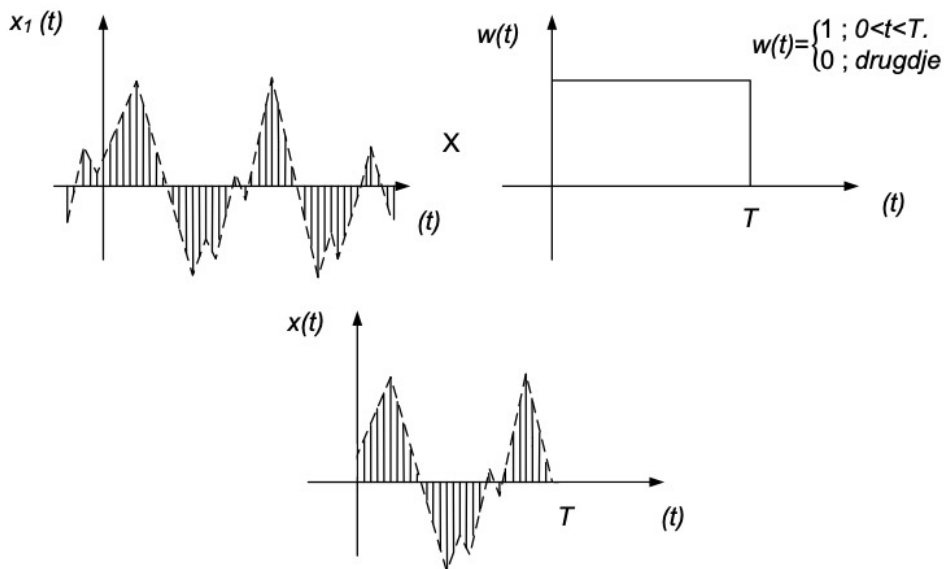 x₁ (t)
w(t)
w(t)={1 ; 0<t<T.
{0 ; drugdje
X
(t)
T
(t)
x(t)
T
(t)